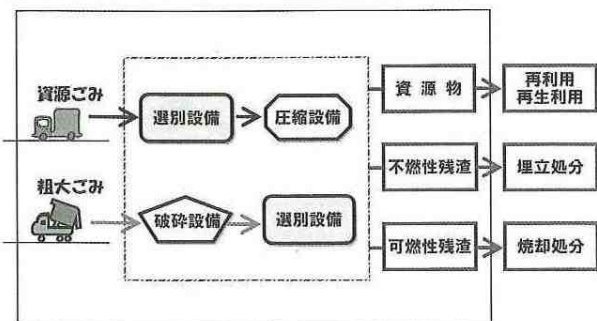 資源ごみ
選別設備
圧縮設備
資源物
再利用
再生利用
不燃性残渣
埋立処分
粗大ごみ
破砕設備
選別設備
可燃性残渣
焼却処分